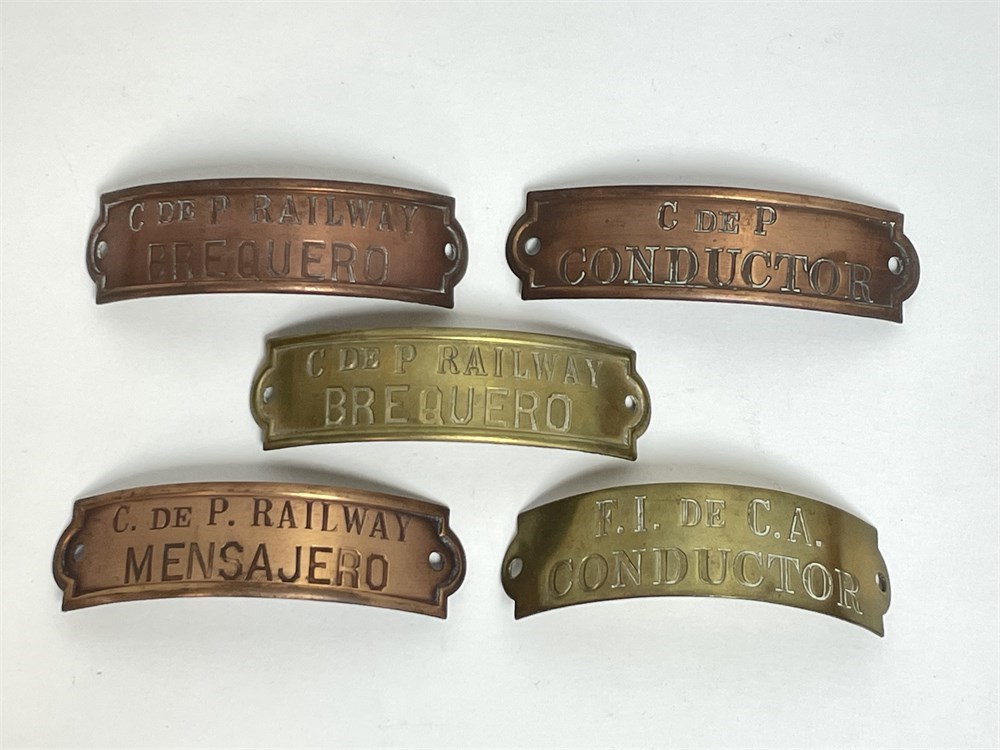 C DE P RAILWAY
BREQUERO
C DE P
CONDUCTOR
C DE P RAILWAY
BREQUERO
C. DE P. RAILWAY
MENSAJERO
F.I. DE C.A.
CONDUCTOR